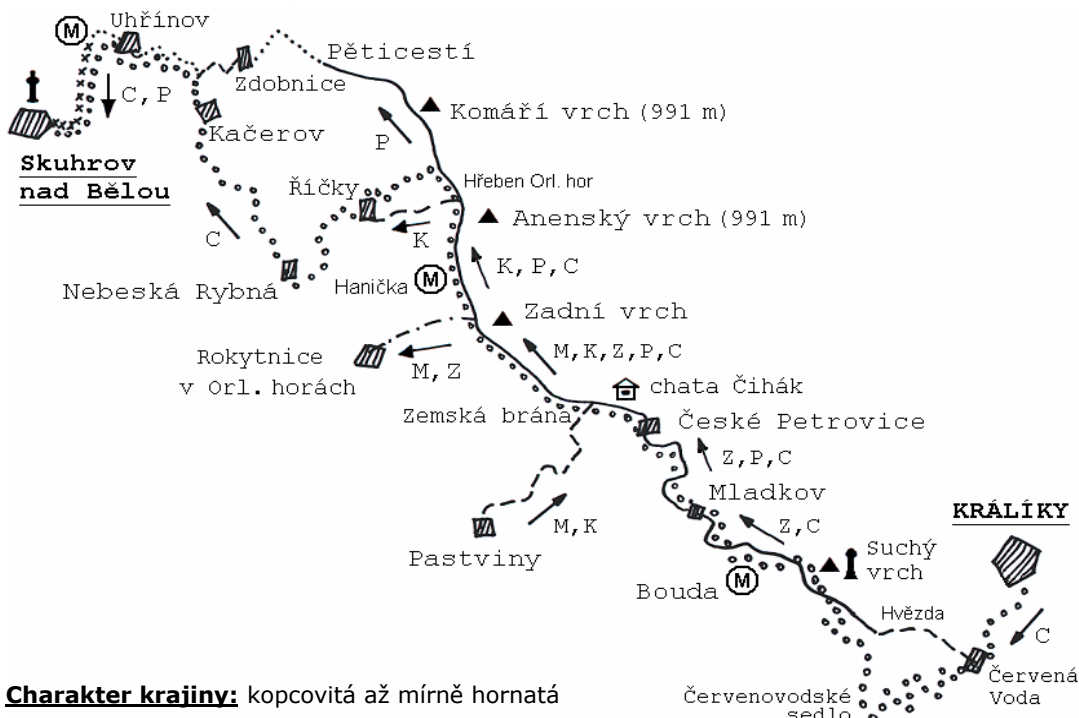 M
Uhřínov
Pěticestí
Zdobnice
C, P
Komáří vrch (991 m)
Kačerov
P
Skuhrov
nad Bělou
Říčky
Hřeben Orl. hor
Anenský vrch (991 m)
K
C
K, P, C
Nebeská Rybná
Hanička
M
Zadní vrch
Rokytnice
v Orl. horách
M, Z
M, K, Z, P, C
chata Čihák
Zemská brána
České Petrovice
Z, P, C
Mladkov
KRÁLÍKY
M, K
Z, C
Pastviny
Suchý
vrch
Bouda
M
Hvězda
C
Červená
Voda
Charakter krajiny: kopcovitá až mírně hornatá
Červenovodské
sedlo